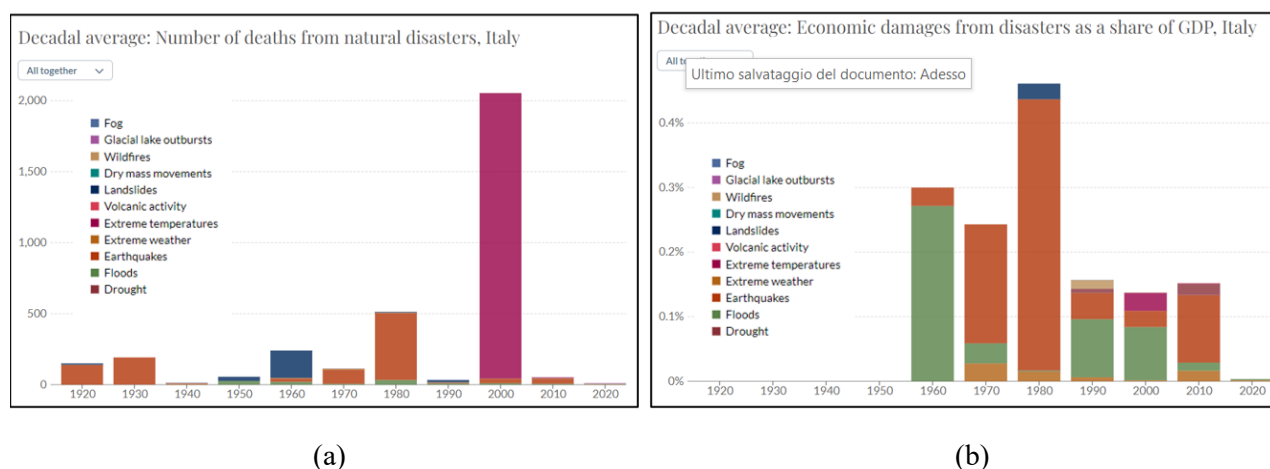 Decadal average: Number of deaths from natural disasters, Italy
All together
2,000
1,500
1,000
500
0
Fog
Glacial lake outbursts
Wildfires
Dry mass movements
Landslides
Volcanic activity
Extreme temperatures
Extreme weather
Earthquakes
Floods
Drought
1920 1930 1940 1950 1960 1970 1980 1990 2000 2010 2020
(a)
Decadal average: Economic damages from disasters as a share of GDP, Italy
Ultimo salvataggio del documento: Adesso
0.4%
0.3%
0.2%
0.1%
0%
Fog
Glacial lake outbursts
Wildfires
Dry mass movements
Landslides
Volcanic activity
Extreme temperatures
Extreme weather
Earthquakes
Floods
Drought
1920 1930 1940 1950 1960 1970 1980 1990 2000 2010 2020
(b)